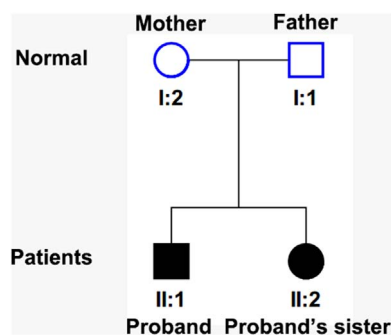 Mother Father
Normal
I:2 I:1
Patients
II:1 II:2
Proband Proband's sister